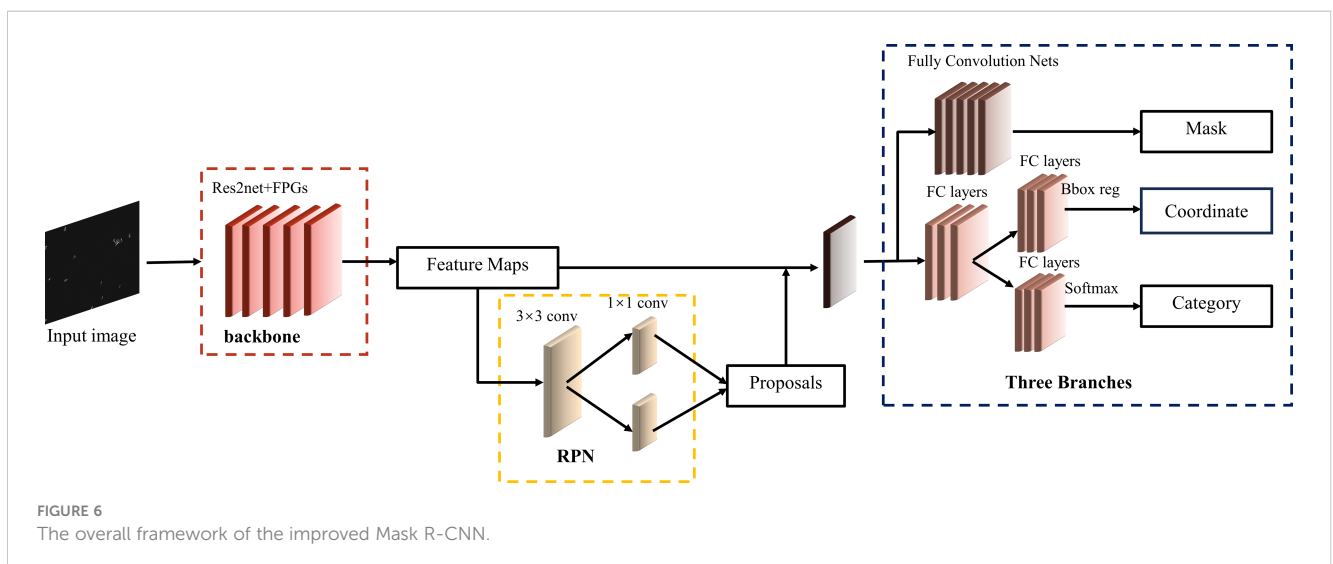 Input image
Res2net+FPGs
backbone
Feature Maps
3×3 conv
1×1 conv
RPN
Proposals
Fully Convolution Nets
Mask
FC layers
FC layers
Bbox reg
Coordinate
FC layers
Softmax
Category
Three Branches
FIGURE 6
The overall framework of the improved Mask R-CNN.